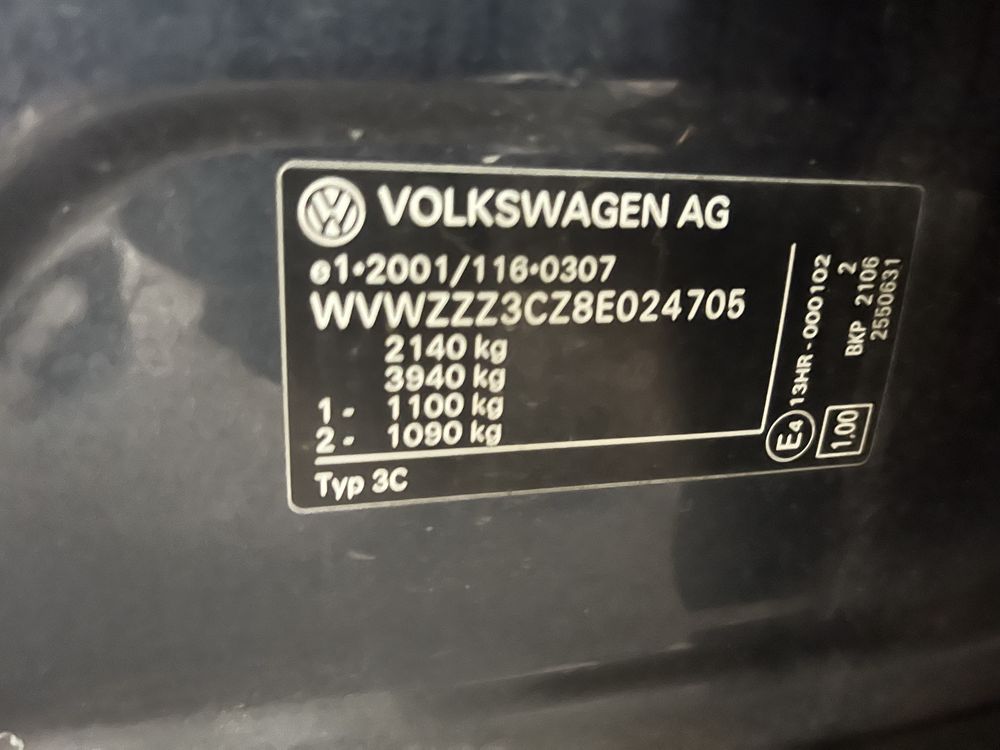 VOLKSWAGEN AG
e1*2001/116*0307
WVWZZZ3CZ8E024705
2140 kg
3940 kg
1 - 1100 kg
2 - 1090 kg
Typ 3C
E4 13HR-000102
1.00
BKP 2106 2
2550631